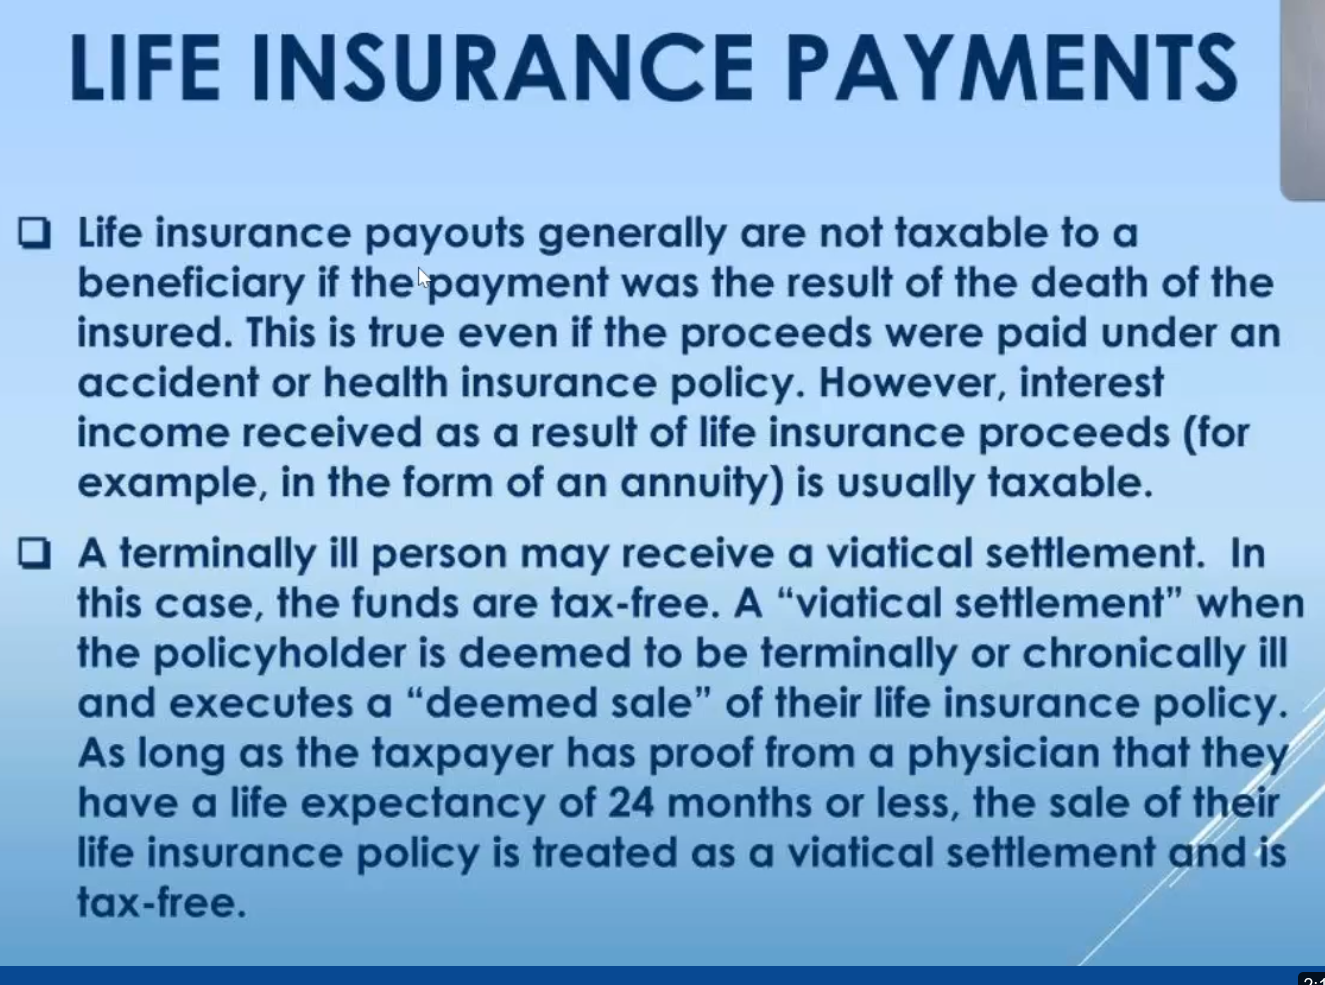 LIFE INSURANCE PAYMENTS
❑ Life insurance payouts generally are not taxable to a
beneficiary if the payment was the result of the death of the
insured. This is true even if the proceeds were paid under an
accident or health insurance policy. However, interest
income received as a result of life insurance proceeds (for
example, in the form of an annuity) is usually taxable.
❑ A terminally ill person may receive a viatical settlement.  In
this case, the funds are tax-free. A “viatical settlement” when
the policyholder is deemed to be terminally or chronically ill
and executes a “deemed sale” of their life insurance policy.
As long as the taxpayer has proof from a physician that they
have a life expectancy of 24 months or less, the sale of their
life insurance policy is treated as a viatical settlement and is
tax-free.